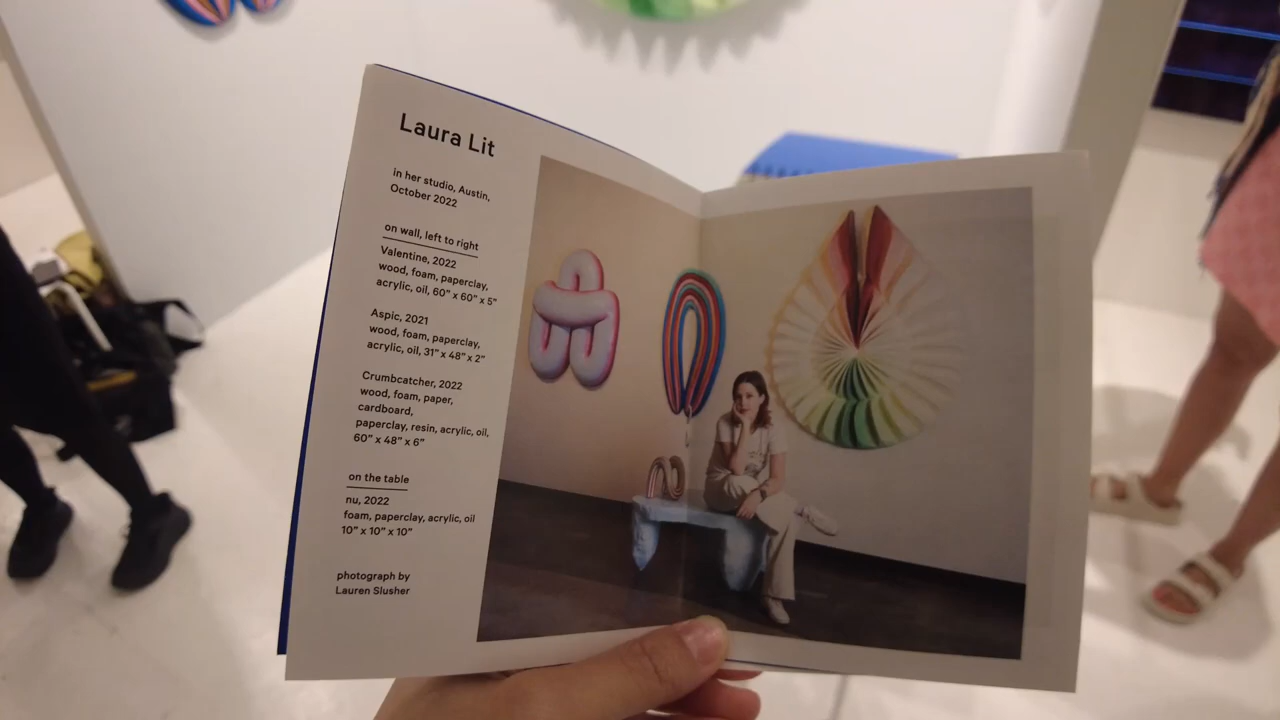 Laura Lit
in her studio, Austin,
October 2022
on wall, left to right
Valentine, 2022
wood, foam, paperclay,
acrylic, oil, 60” x 60” x 5”
Aspic, 2021
wood, foam, paperclay,
acrylic, oil, 31” x 48” x 2”
Crumbcatcher, 2022
wood, foam, paper,
cardboard,
paperclay, resin, acrylic, oil,
60” x 48” x 6”
on the table
nu, 2022
foam, paperclay, acrylic, oil
10” x 10” x 10”
photograph by
Lauren Slusher